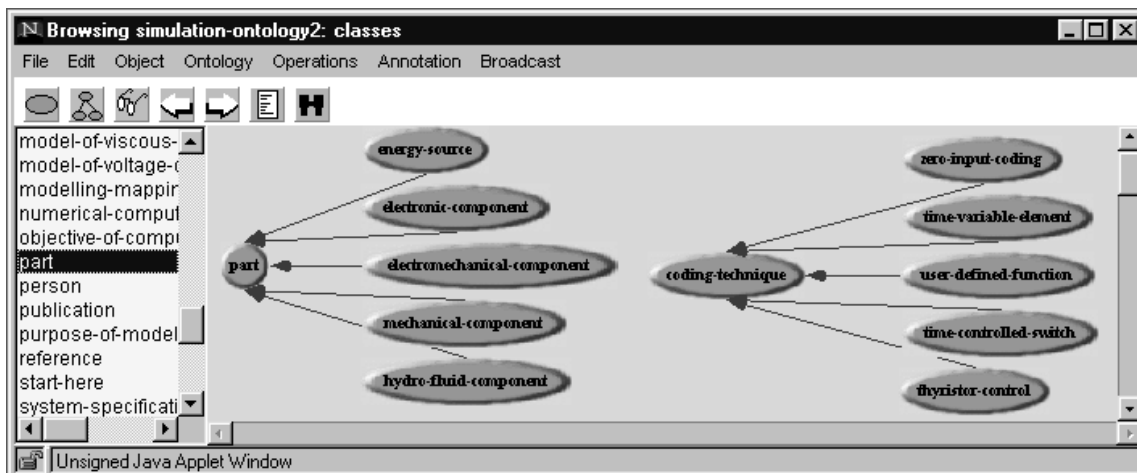 Browsing simulation-ontology2: classes
File Edit Object Ontology Operations Annotation Broadcast
model-of-viscous-
model-of-voltage-c
modelling-mappin
numerical-comput
objective-of-compu
part
person
publication
purpose-of-model
reference
start-here
system-specificati
energy-source
electronic-component
part
electromechanical-component
mechanical-component
hydro-fluid-component
zero-input-coding
time-variable-element
coding-technique
user-defined-function
time-controlled-switch
thyristor-control
Unsigned Java Applet Window